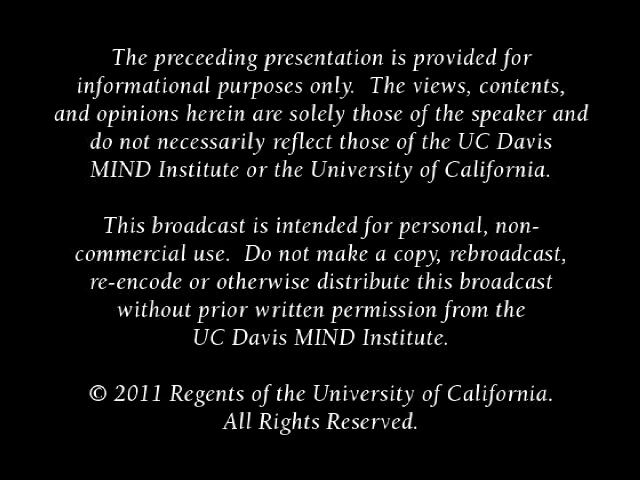 The preceeding presentation is provided for
informational purposes only.  The views, contents,
and opinions herein are solely those of the speaker and
do not necessarily reflect those of the UC Davis
MIND Institute or the University of California.
This broadcast is intended for personal, non-
commercial use.  Do not make a copy, rebroadcast,
re-encode or otherwise distribute this broadcast
without prior written permission from the
UC Davis MIND Institute.
© 2011 Regents of the University of California.
All Rights Reserved.